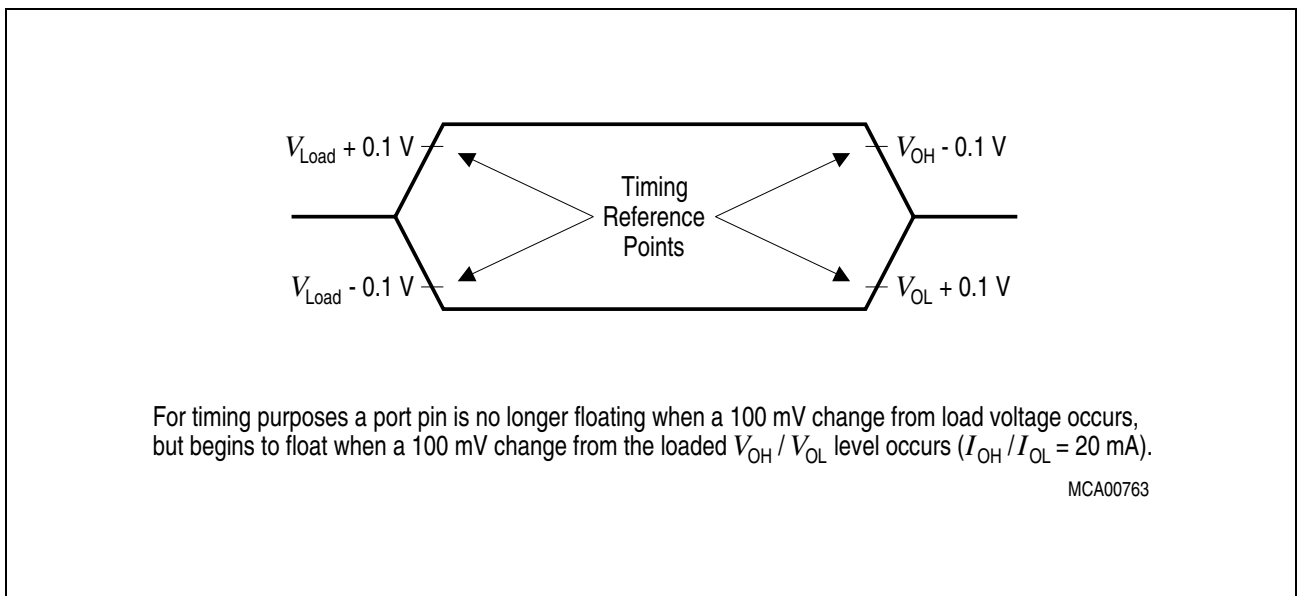 V_Load + 0.1 V
V_OH - 0.1 V
Timing
Reference
Points
V_Load - 0.1 V
V_OL + 0.1 V
For timing purposes a port pin is no longer floating when a 100 mV change from load voltage occurs,
but begins to float when a 100 mV change from the loaded V_OH / V_OL level occurs (I_OH / I_OL = 20 mA).
MCA00763